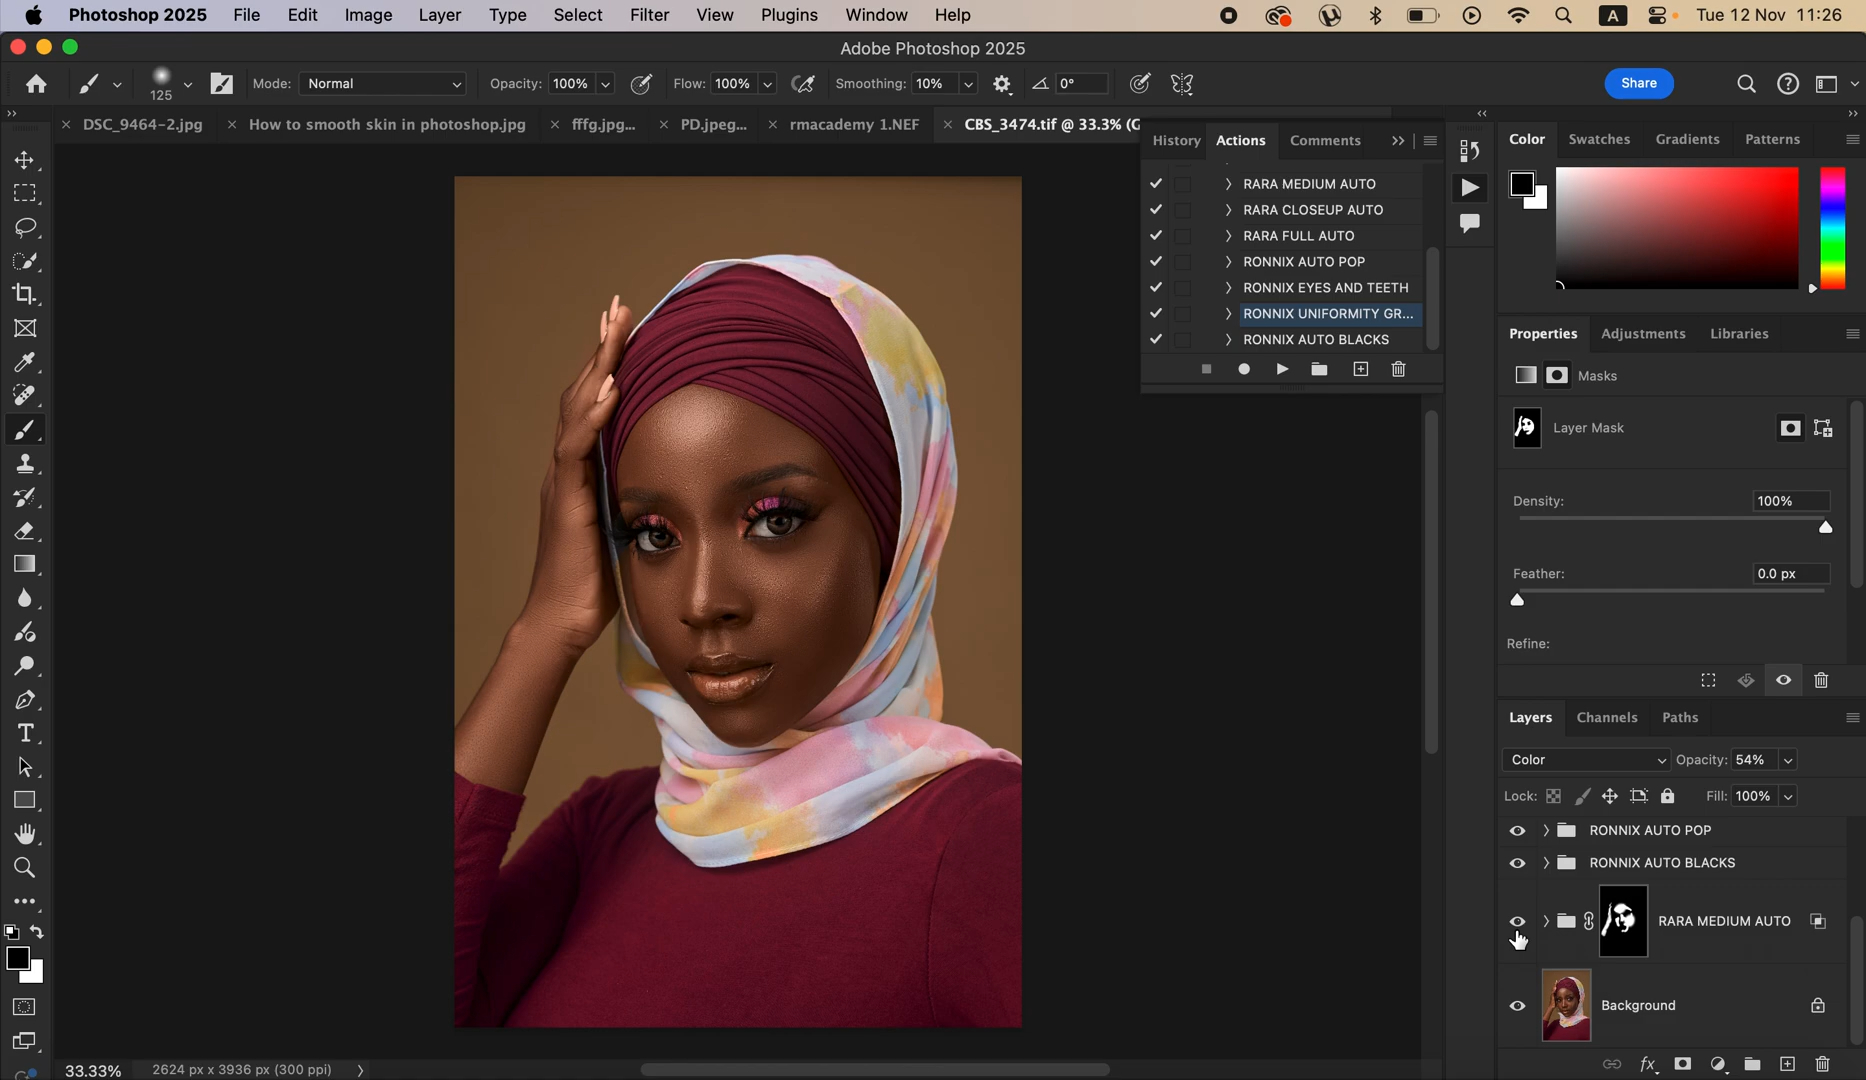 Photoshop 2025 File Edit Image Layer Type Select Filter View Plugins Window Help A Tue 12 Nov 11:26
Adobe Photoshop 2025
125 Mode: Normal Opacity: 100% Flow: 100% Smoothing: 10% 0° Share
DSC_9464-2.jpg How to smooth skin in photoshop.jpg fffg.jpg... PD.jpeg... rmacademy 1.NEF CBS_3474.tif @ 33.3% (G
History Actions Comments
RARA MEDIUM AUTO
RARA CLOSEUP AUTO
RARA FULL AUTO
RONNIX AUTO POP
RONNIX EYES AND TEETH
RONNIX UNIFORMITY GR...
RONNIX AUTO BLACKS
Color Swatches Gradients Patterns
Properties Adjustments Libraries
Masks
Layer Mask
Density: 100%
Feather: 0.0 px
Refine:
Layers Channels Paths
Color Opacity: 54%
Lock: Fill: 100%
RONNIX AUTO POP
RONNIX AUTO BLACKS
RARA MEDIUM AUTO
Background
fx
T
33.33% 2624 px x 3936 px (300 ppi)